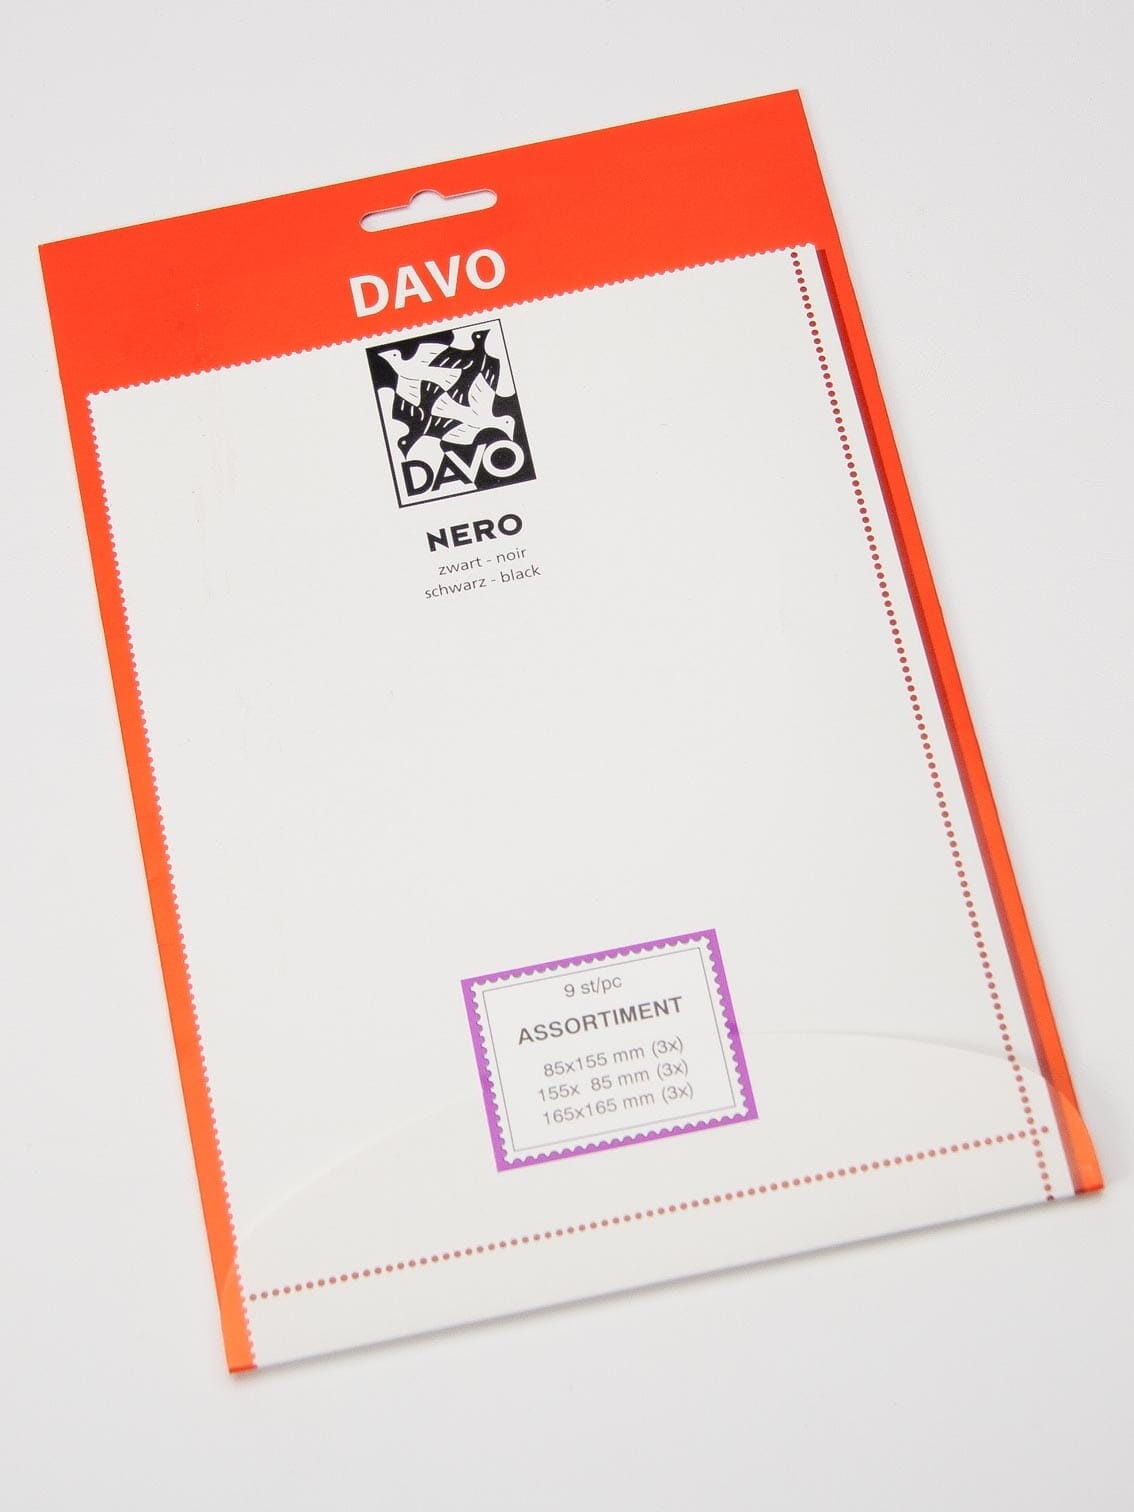 DAVO
DAVO
NERO
zwart - noir
schwarz - black
9 st/pc
ASSORTIMENT
85x155 mm (3x)
155x 85 mm (3x)
165x165 mm (3x)